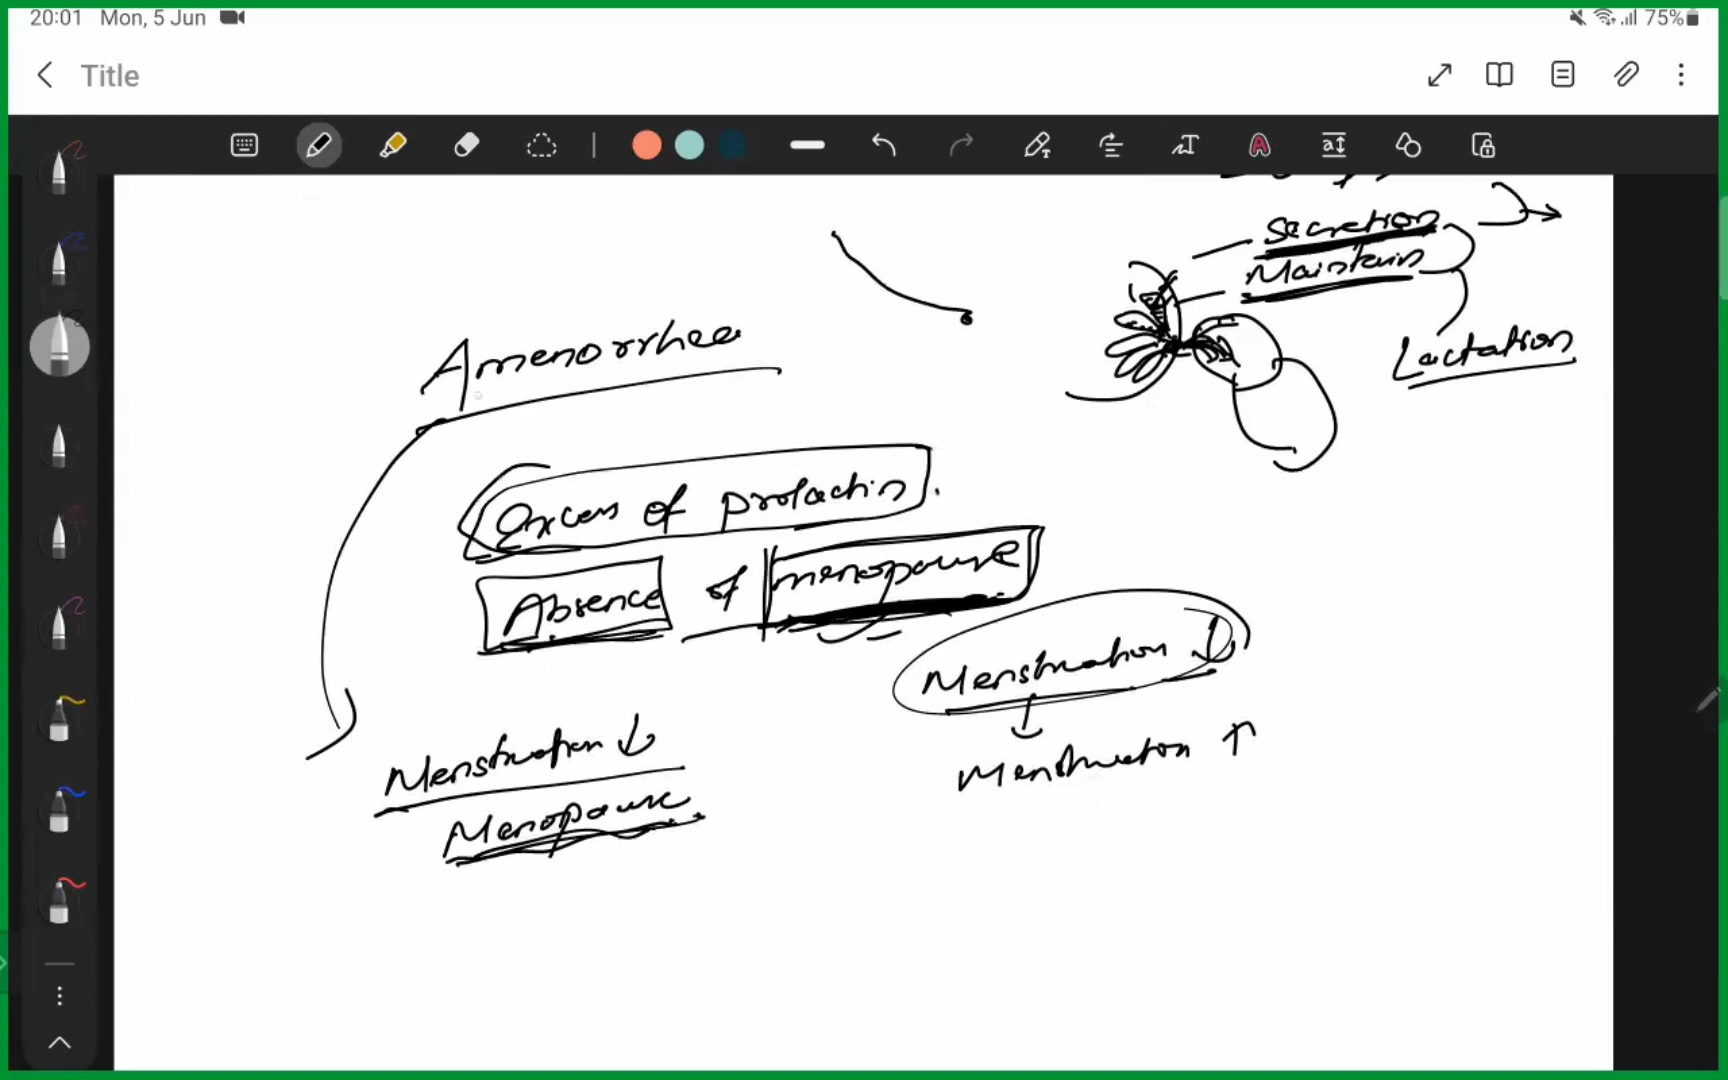 20:01 Mon, 5 Jun 75%
Title
Secretion
Maintain
Lactation
Amenorrhea
Excess of prolactin.
Absence of menopause
Menstruation ↓
Menstruation ↑
Menstruation ↓
Menopause